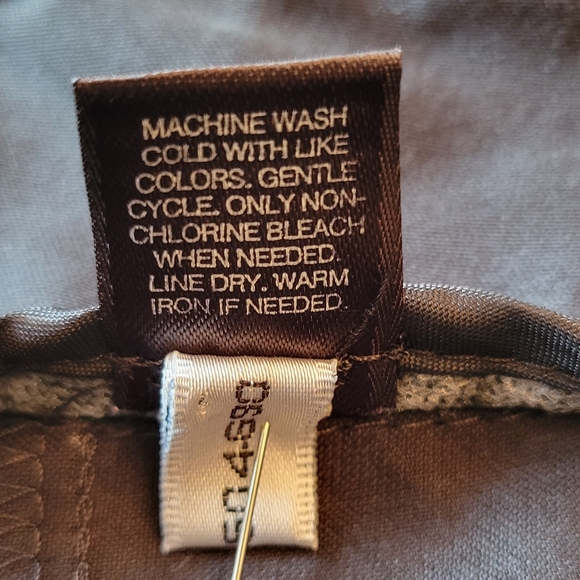 MACHINE WASH
COLD WITH LIKE
COLORS. GENTLE
CYCLE. ONLY NON-
CHLORINE BLEACH
WHEN NEEDED.
LINE DRY. WARM
IRON IF NEEDED.